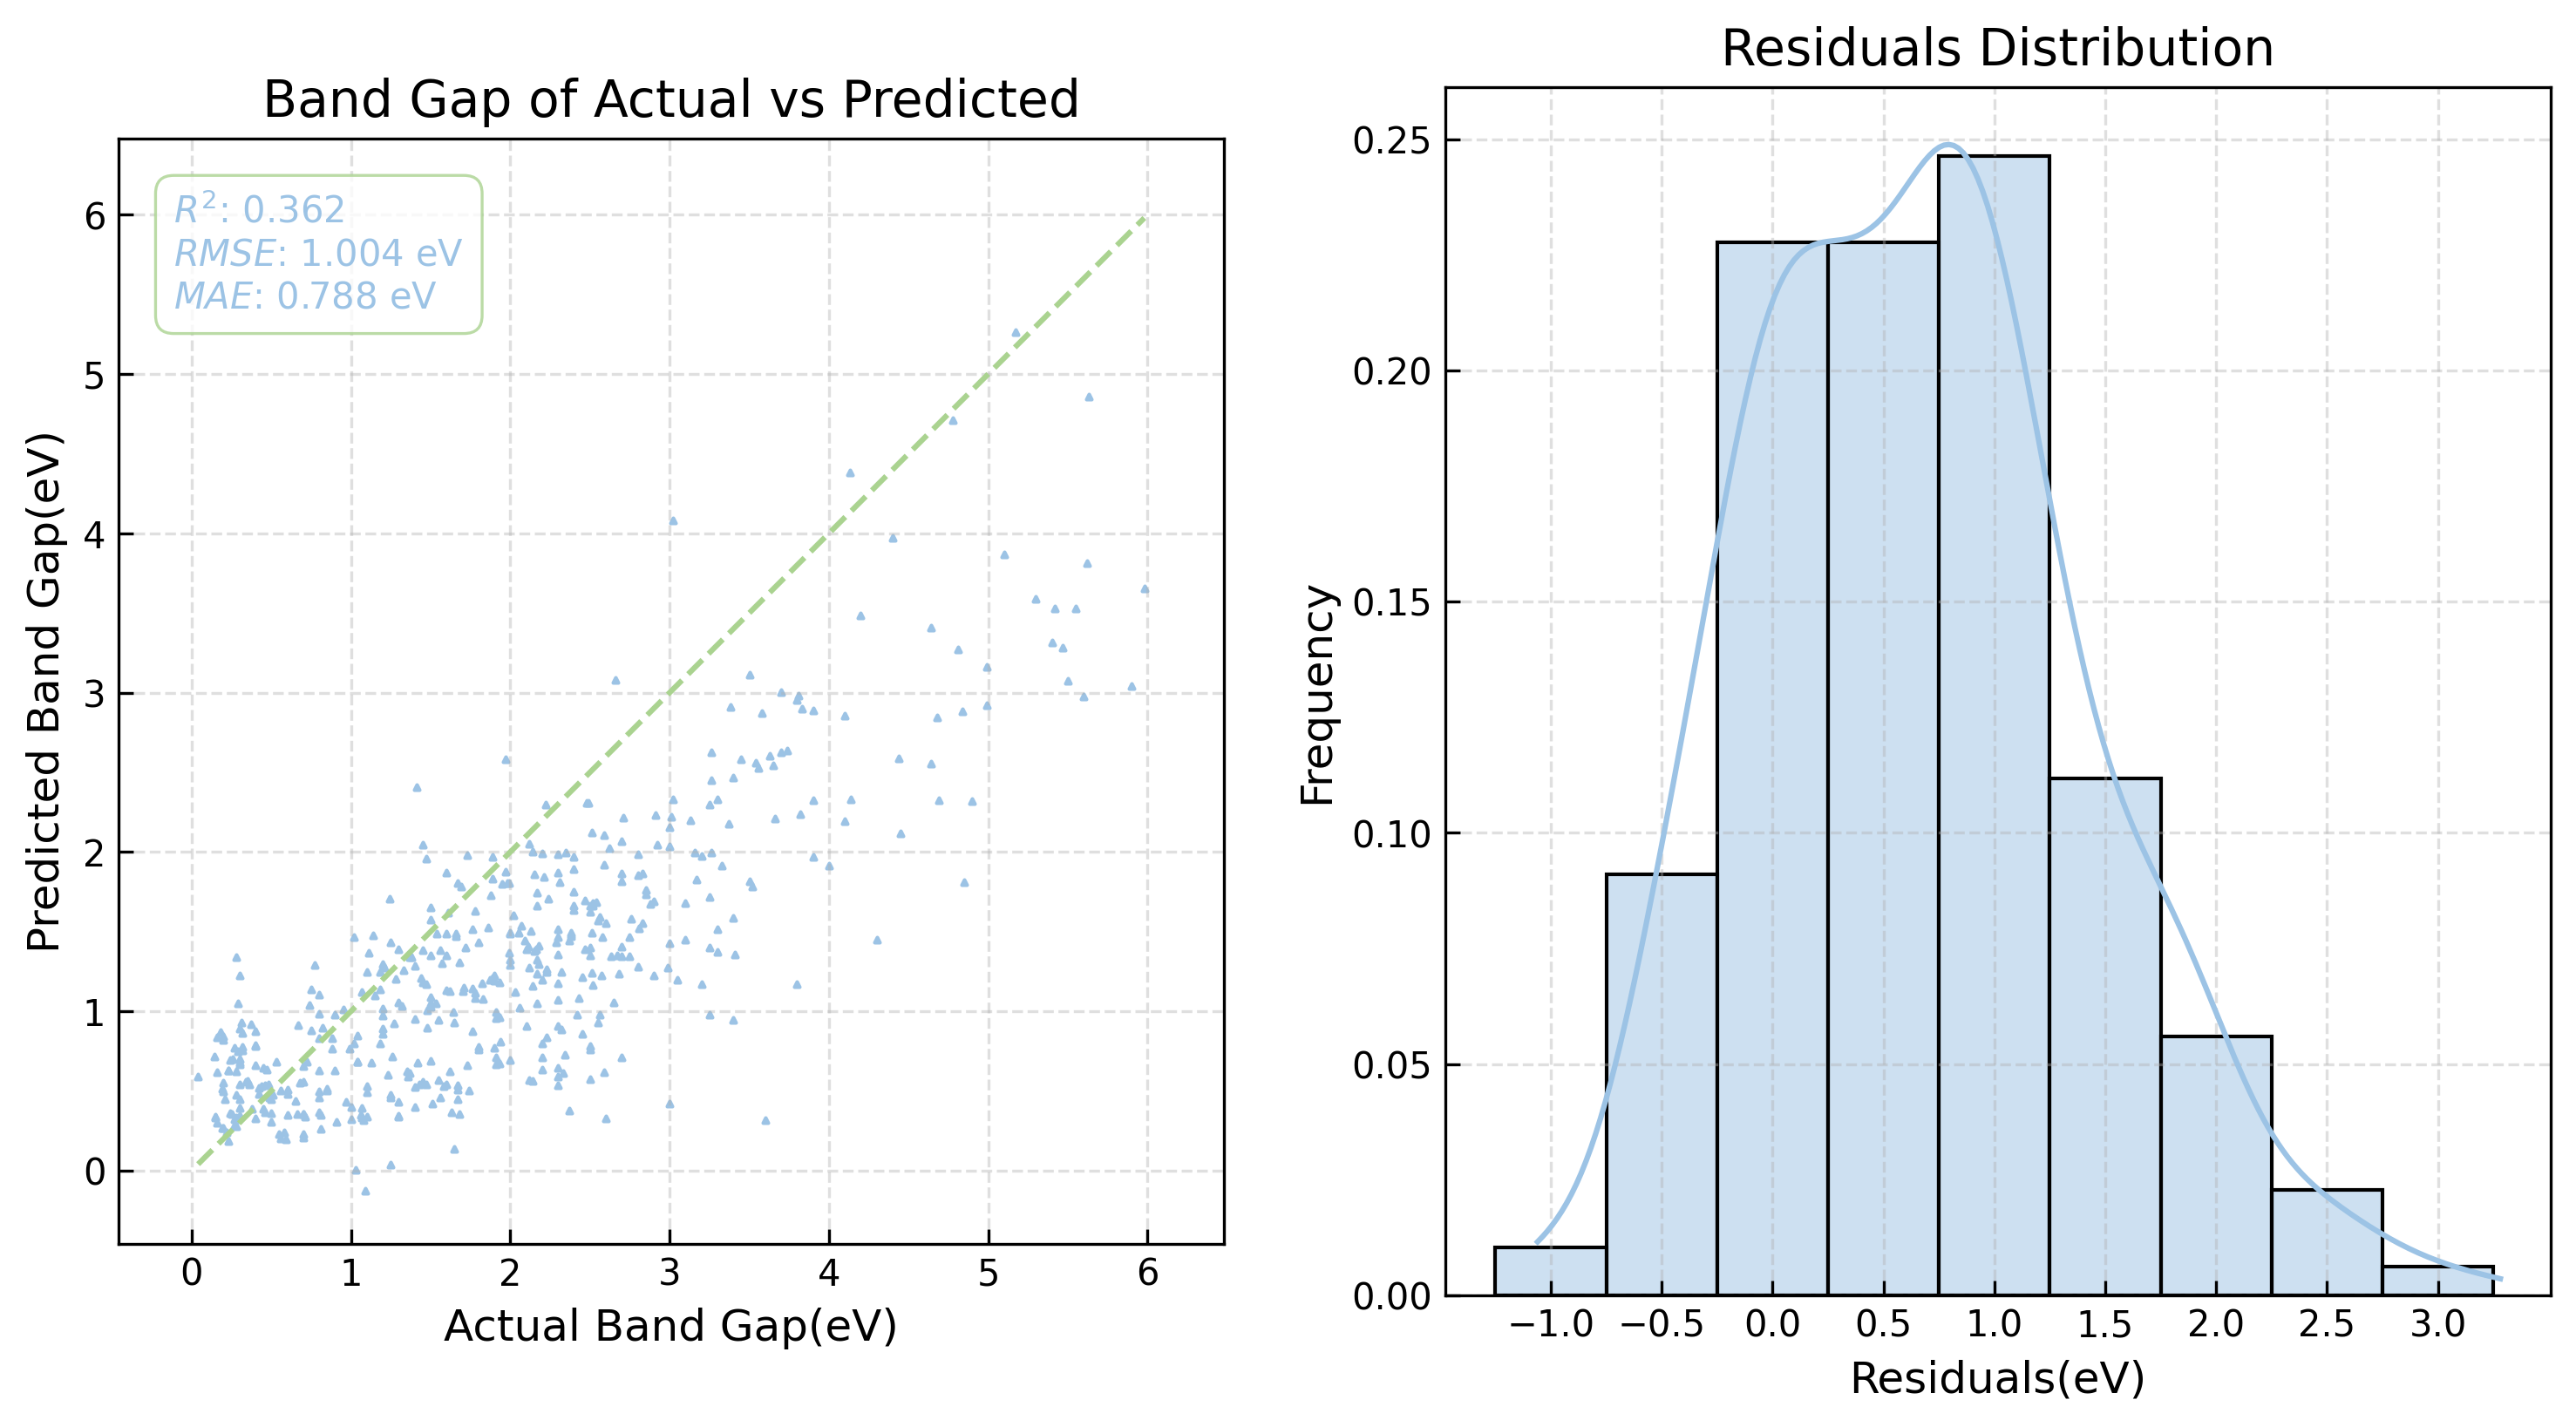 Band Gap of Actual vs Predicted
R²: 0.362
RMSE: 1.004 eV
MAE: 0.788 eV
Predicted Band Gap(eV)
6
5
4
3
2
1
0
0 1 2 3 4 5 6
Actual Band Gap(eV)
Residuals Distribution
Frequency
0.25
0.20
0.15
0.10
0.05
0.00
−1.0 −0.5 0.0 0.5 1.0 1.5 2.0 2.5 3.0
Residuals(eV)